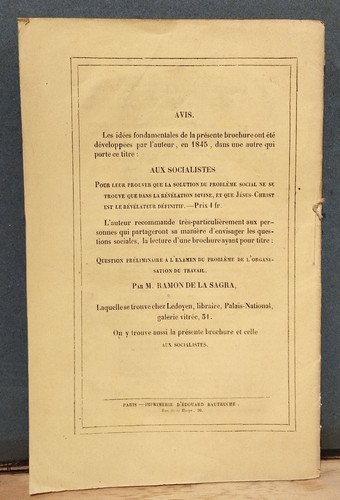 AVIS.
Les idées fondamentales de la présente brochure ont été
développées par l'auteur, en 1845, dans une autre qui
porte ce titre :
AUX SOCIALISTES
POUR LEUR PROUVER QUE LA SOLUTION DU PROBLÈME SOCIAL NE SE
TROUVE QUE DANS LA RÉVÉLATION DIVINE, ET QUE JÉSUS-CHRIST
EST LE RÉVÉLATEUR DÉFINITIF. — Prix 1 fr.
L'auteur recommande très-particulièrement aux per-
sonnes qui partageront sa manière d'envisager les ques-
tions sociales, la lecture d'une brochure ayant pour titre :
QUESTION PRÉLIMINAIRE A L'EXAMEN DU PROBLÈME DE L'ORGANI-
SATION DU TRAVAIL.
PAR M. RAMON DE LA SAGRA,
Laquelle se trouve chez Ledoyen, libraire, Palais-National,
galerie vitrée, 31.
On y trouve aussi la présente brochure et celle
AUX SOCIALISTES.
PARIS — IMPRIMERIE D'ÉDOUARD BAUTRUCHE,